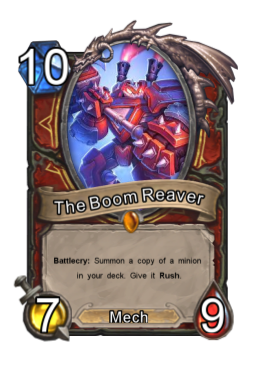 10
The Boom Reaver
Battlecry: Summon a copy of a minion
in your deck. Give it Rush.
7
Mech
9